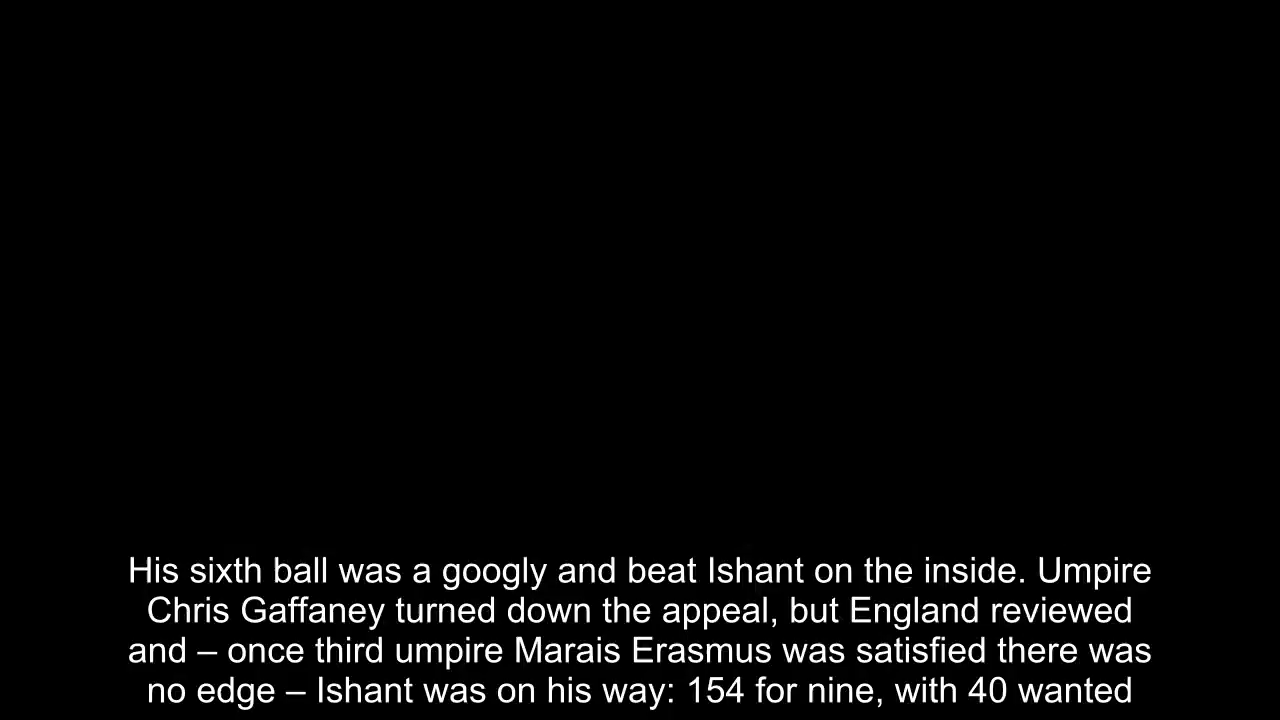 His sixth ball was a googly and beat Ishant on the inside. Umpire
Chris Gaffaney turned down the appeal, but England reviewed
and – once third umpire Marais Erasmus was satisfied there was
no edge – Ishant was on his way: 154 for nine, with 40 wanted